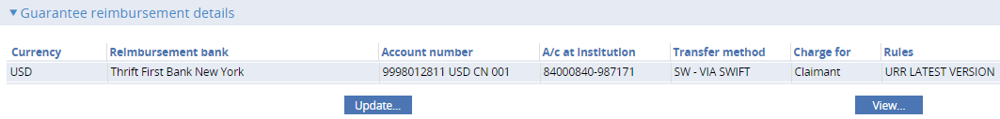 Guarantee reimbursement details
Currency Reimbursement bank Account number A/c at Institution Transfer method Charge for Rules
USD Thrift First Bank New York 9998012811 USD CN 001 84000840-987171 SW - VIA SWIFT Claimant URR LATEST VERSION
Update... View...